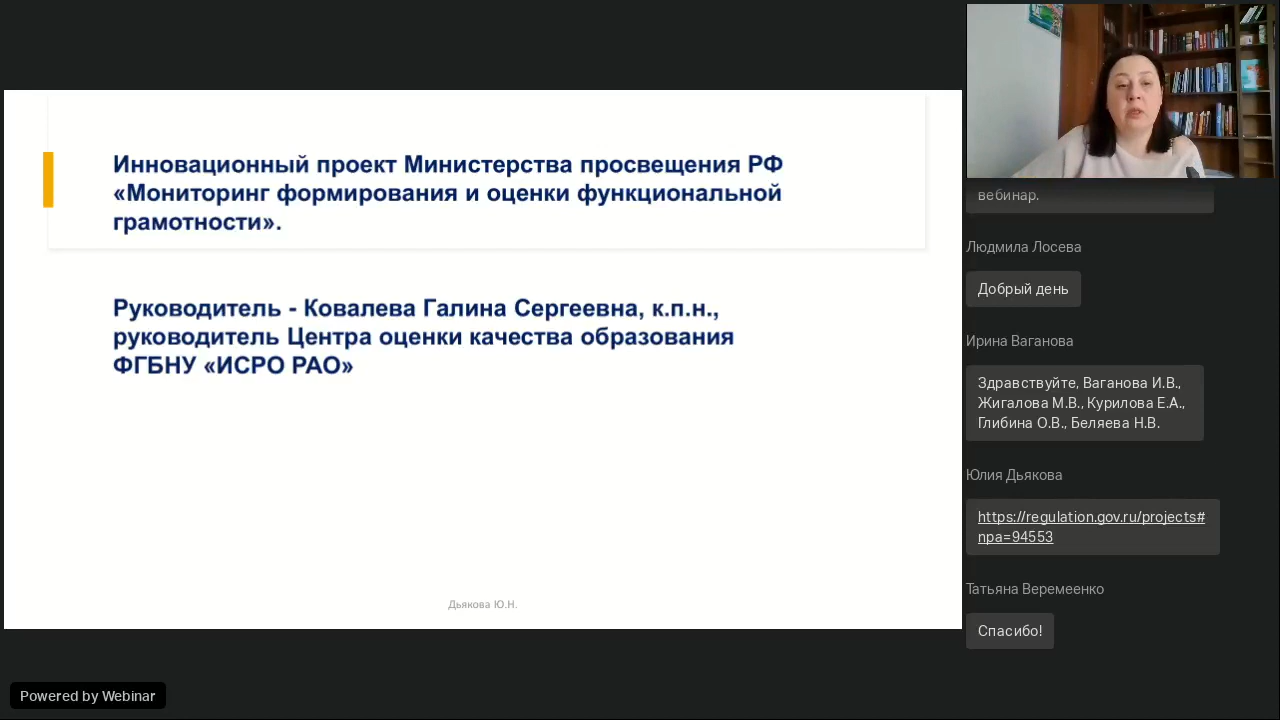 Инновационный проект Министерства просвещения РФ
«Мониторинг формирования и оценки функциональной
грамотности».
Руководитель - Ковалева Галина Сергеевна, к.п.н.,
руководитель Центра оценки качества образования
ФГБНУ «ИСРО РАО»
Дьякова Ю.Н.
вебинар.
Людмила Лосева
Добрый день
Ирина Ваганова
Здравствуйте, Ваганова И.В.,
Жигалова М.В., Курилова Е.А.,
Глибина О.В., Беляева Н.В.
Юлия Дьякова
https://regulation.gov.ru/projects#
npa=94553
Татьяна Веремеенко
Спасибо!
Powered by Webinar